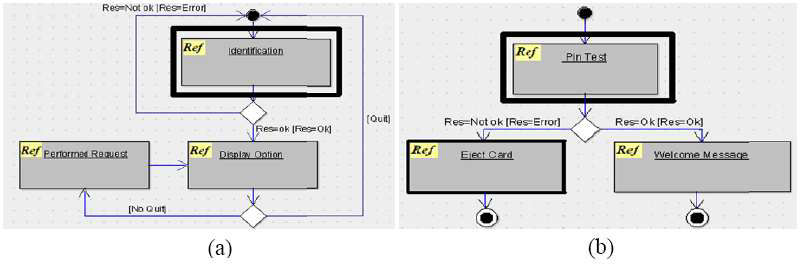 Res=Not ok [Res=Error]
Ref
Identification
Res=ok [Res=Ok]
[Quit]
Ref
Performed Request
Ref
Display Option
[No Quit]
(a)
Ref
Pin Test
Res=Not ok [Res=Error]
Res=Ok [Res=Ok]
Ref
Eject Card
Ref
Welcome Message
(b)